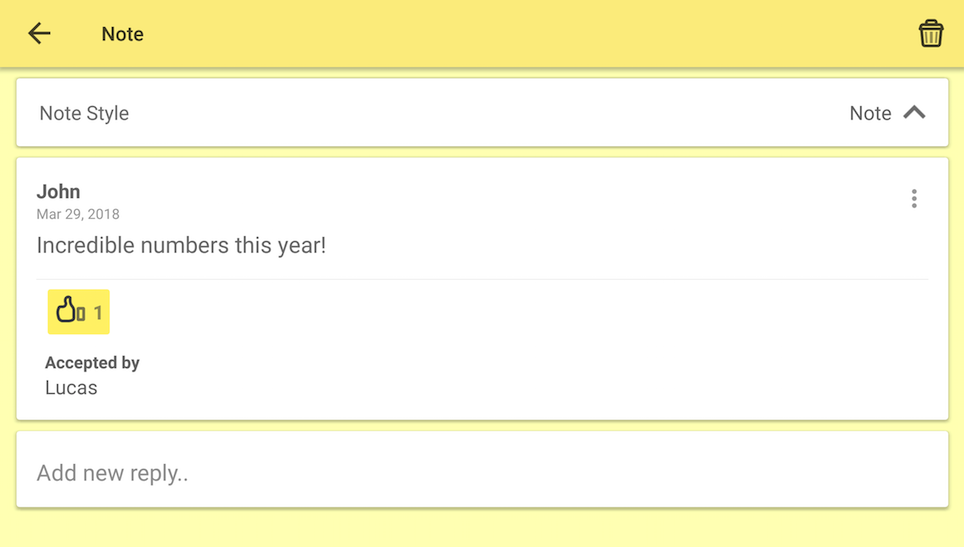 Note
Note Style
Note
John
Mar 29, 2018
Incredible numbers this year!
1
Accepted by
Lucas
Add new reply..